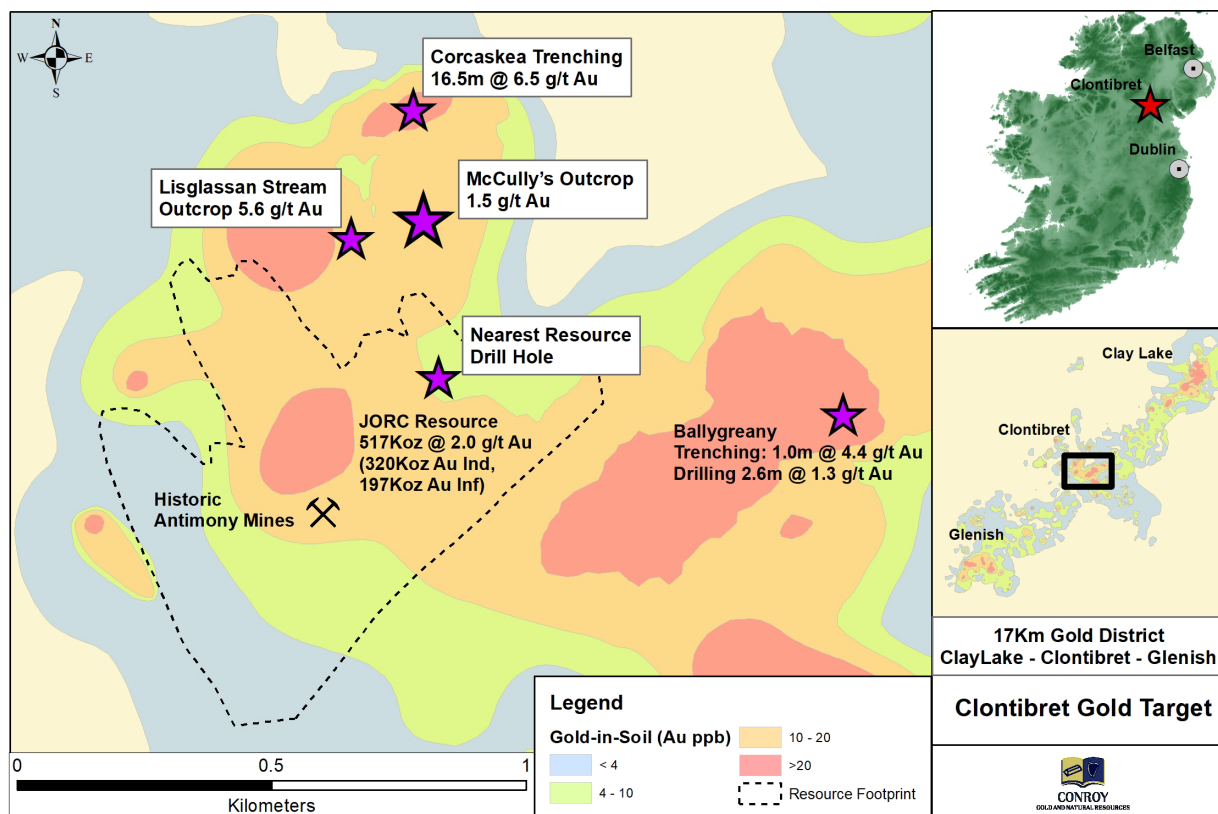 N
W E
S
Corcaskea Trenching
16.5m @ 6.5 g/t Au
Lisglassan Stream
Outcrop 5.6 g/t Au
McCully's Outcrop
1.5 g/t Au
Nearest Resource
Drill Hole
JORC Resource
517Koz @ 2.0 g/t Au
(320Koz Au Ind,
197Koz Au Inf)
Ballygreany
Trenching: 1.0m @ 4.4 g/t Au
Drilling 2.6m @ 1.3 g/t Au
Historic
Antimony Mines
0 0.5 1
Kilometers
Legend
Gold-in-Soil (Au ppb)
< 4
4 - 10
10 - 20
>20
Resource Footprint
Belfast
Clontibret
Dublin
Clay Lake
Clontibret
Glenish
17Km Gold District
ClayLake - Clontibret - Glenish
Clontibret Gold Target
CONROY
GOLD AND NATURAL RESOURCES